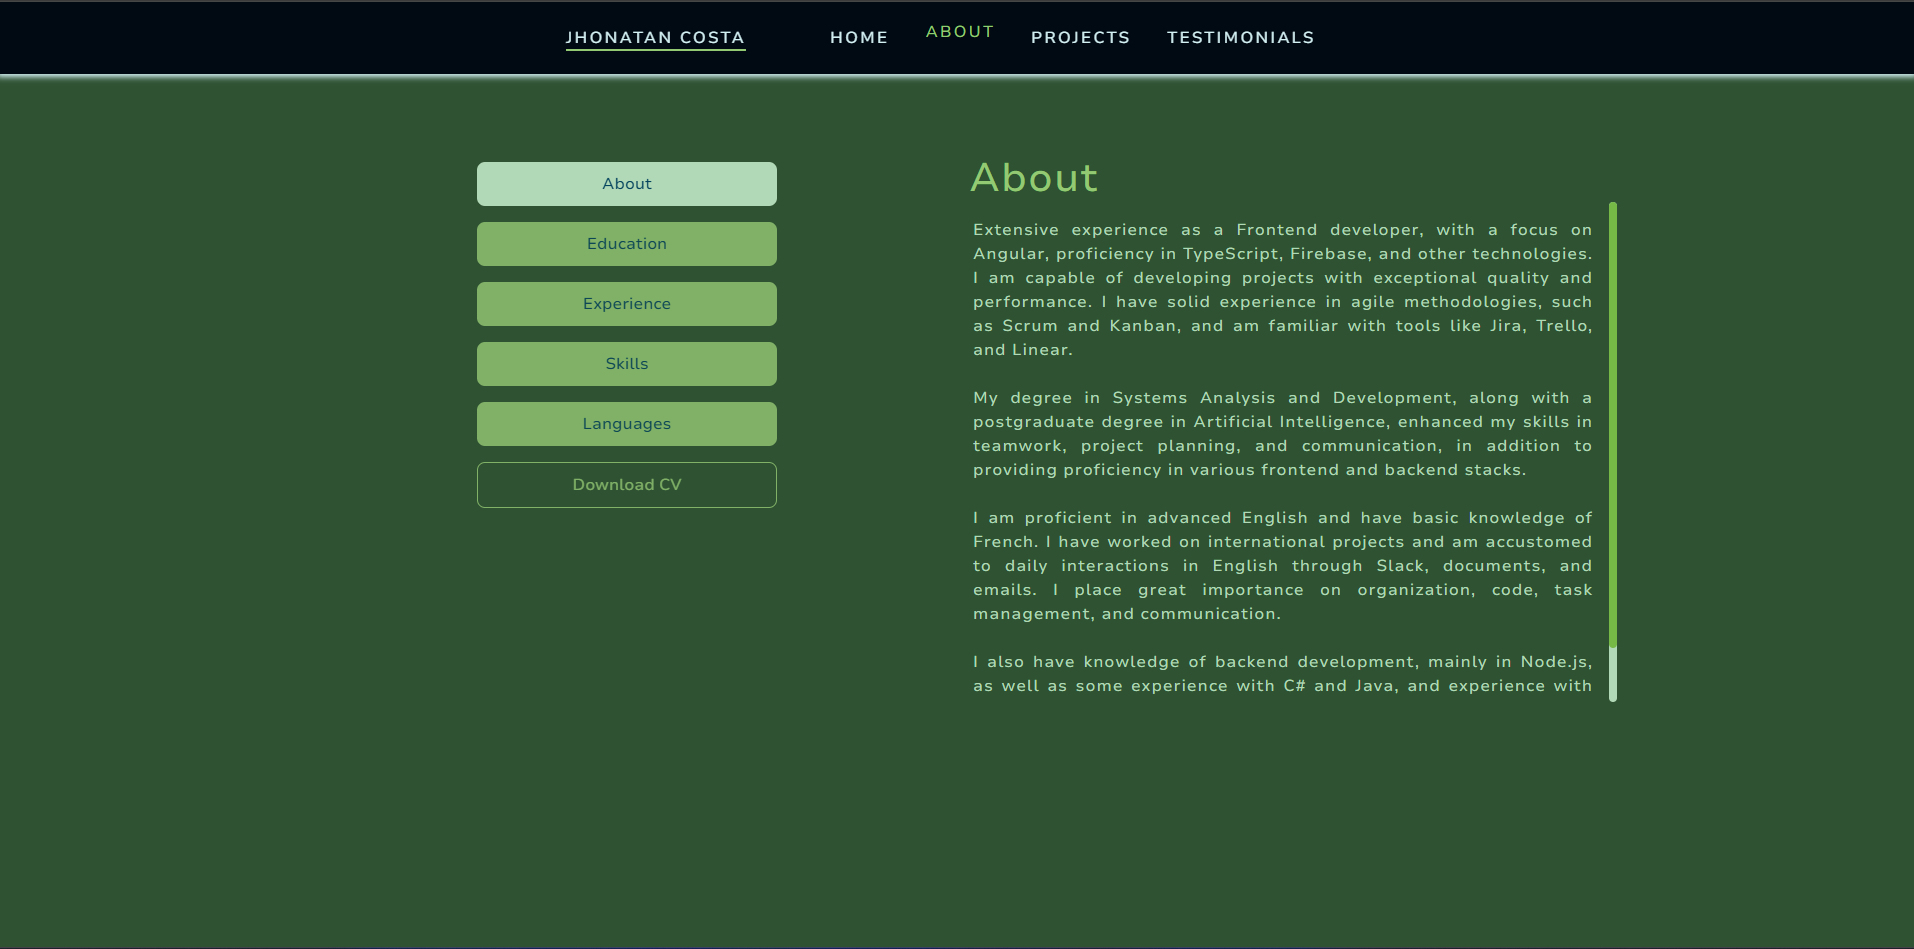 JHONATAN COSTA HOME ABOUT PROJECTS TESTIMONIALS
About
Education
Experience
Skills
Languages
Download CV
About
Extensive experience as a Frontend developer, with a focus on
Angular, proficiency in TypeScript, Firebase, and other technologies.
I am capable of developing projects with exceptional quality and
performance. I have solid experience in agile methodologies, such
as Scrum and Kanban, and am familiar with tools like Jira, Trello,
and Linear.
My degree in Systems Analysis and Development, along with a
postgraduate degree in Artificial Intelligence, enhanced my skills in
teamwork, project planning, and communication, in addition to
providing proficiency in various frontend and backend stacks.
I am proficient in advanced English and have basic knowledge of
French. I have worked on international projects and am accustomed
to daily interactions in English through Slack, documents, and
emails. I place great importance on organization, code, task
management, and communication.
I also have knowledge of backend development, mainly in Node.js,
as well as some experience with C# and Java, and experience with